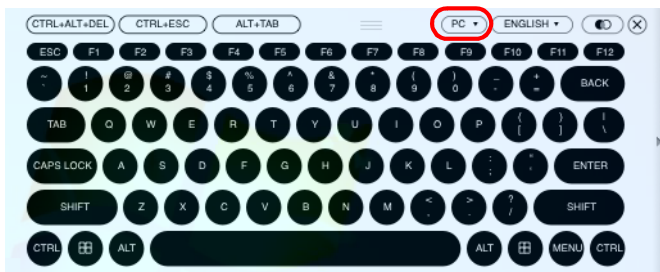 CTRL+ALT+DEL CTRL+ESC ALT+TAB PC ENGLISH
ESC F1 F2 F3 F4 F5 F6 F7 F8 F9 F10 F11 F12
~ ! @ # $ % ^ & * ( ) _ +
` 1 2 3 4 5 6 7 8 9 0 - = BACK
TAB Q W E R T Y U I O P { [ } ] | \
CAPS LOCK A S D F G H J K L : ; " ' ENTER
SHIFT Z X C V B N M < , > . ? / SHIFT
CTRL ALT ALT MENU CTRL